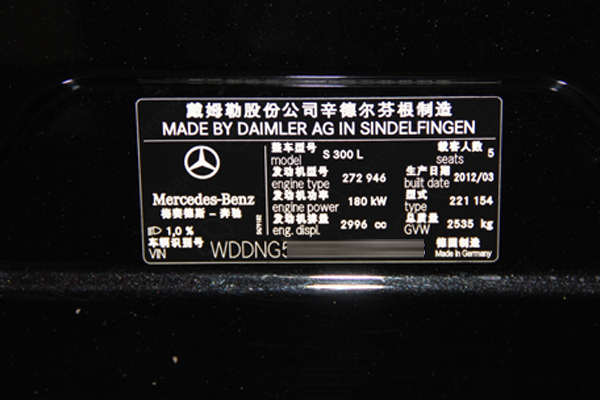 戴姆勒股份公司辛德尔芬根制造
MADE BY DAIMLER AG IN SINDELFINGEN
整车型号
model S 300 L
载客人数
seats 5
发动机型号
engine type 272 946
生产日期
built date 2012/03
发动机功率
engine power 180 kW
型式
type 221 154
发动机排量
eng. displ. 2996 cc
总质量
GVW 2535 kg
Mercedes-Benz
梅赛德斯-奔驰
1,0 %
车辆识别号
VIN WDDNG5
德国制造
Made in Germany